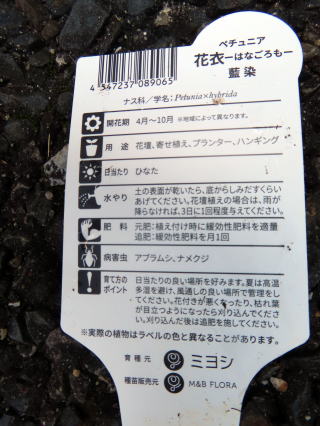 ペチュニア
花衣ーはなごろもー
藍染
4 547237 089065
ナス科/学名:Petunia×hybrida
開花期 4月〜10月 ※地域によって異なります。
用途 花壇、寄せ植え、プランター、ハンギング
日当たり ひなた
水やり 土の表面が乾いたら、底からしみだすくらい
あげてください。花壇植えの場合は、雨が
降らなければ、3日に1回程度与えてください。
肥料 元肥:植え付け時に緩効性肥料を適量
追肥:緩効性肥料を月1回
病害虫 アブラムシ、ナメクジ
育て方の
ポイント
日当たりの良い場所を好みます。夏は高温
多湿を避け、風通しの良い場所で管理をし
てください。花付きが悪くなったり、枯れ葉
が目立つようになったら刈り込んでくださ
い。刈り込んだ後は追肥を施してください。
※実際の植物はラベルの色と異なることがあります。
育種元 ミヨシ
種苗販売元 M&B FLORA